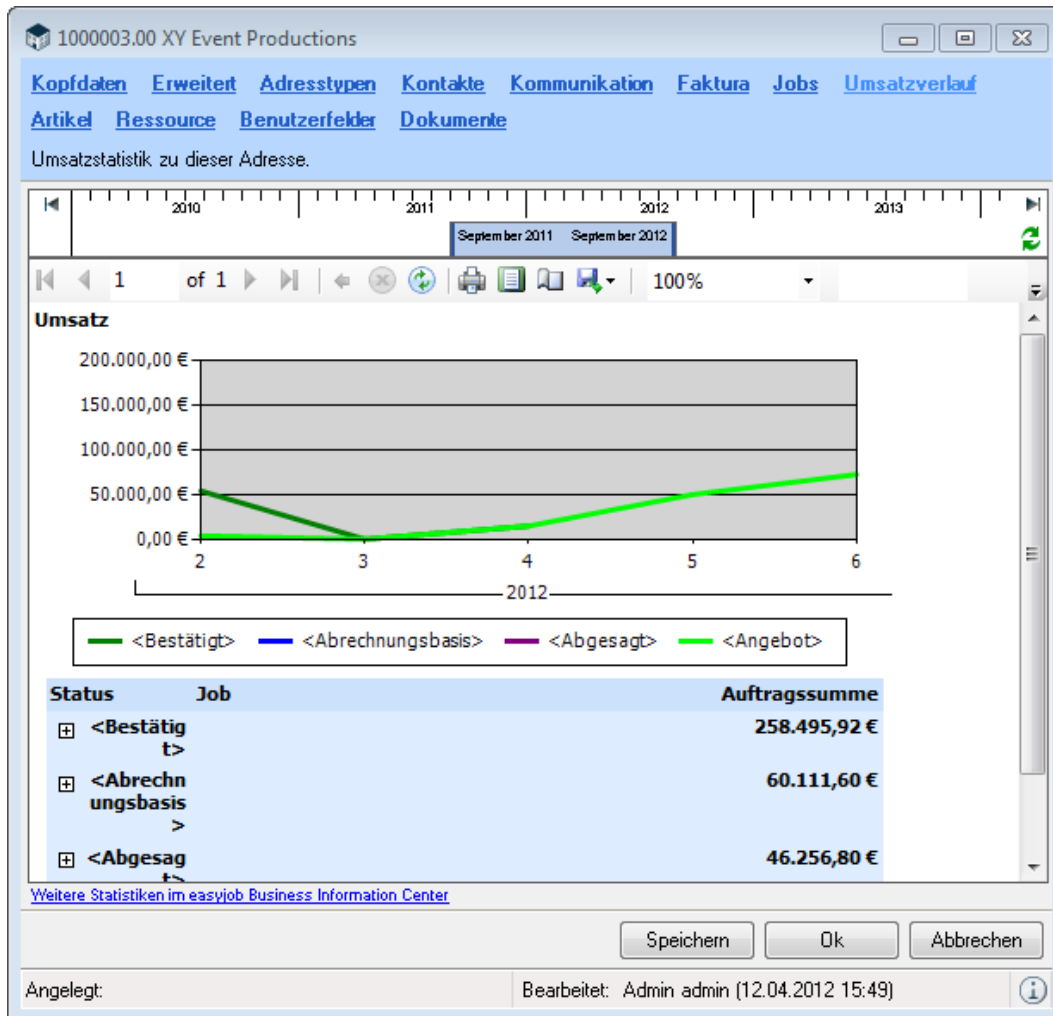 1000003.00 XY Event Productions
Kopfdaten Erweitert Adresstypen Kontakte Kommunikation Faktura Jobs Umsatzverlauf
Artikel Ressource Benutzerfelder Dokumente
Umsatzstatistik zu dieser Adresse.
2010 2011 2012 2013
September 2011 September 2012
1 of 1 100%
Umsatz
200.000,00 €
150.000,00 €
100.000,00 €
50.000,00 €
0,00 €
2 3 4 5 6
2012
<Bestätigt> <Abrechnungsbasis> <Abgesagt> <Angebot>
Status Job Auftragssumme
<Bestätig 258.495,92 €
t>
<Abrechn 60.111,60 €
ungsbasis
>
<Abgesag 46.256,80 €
t>
Weitere Statistiken im easyjob Business Information Center
Speichern Ok Abbrechen
Angelegt: Bearbeitet: Admin admin (12.04.2012 15:49)